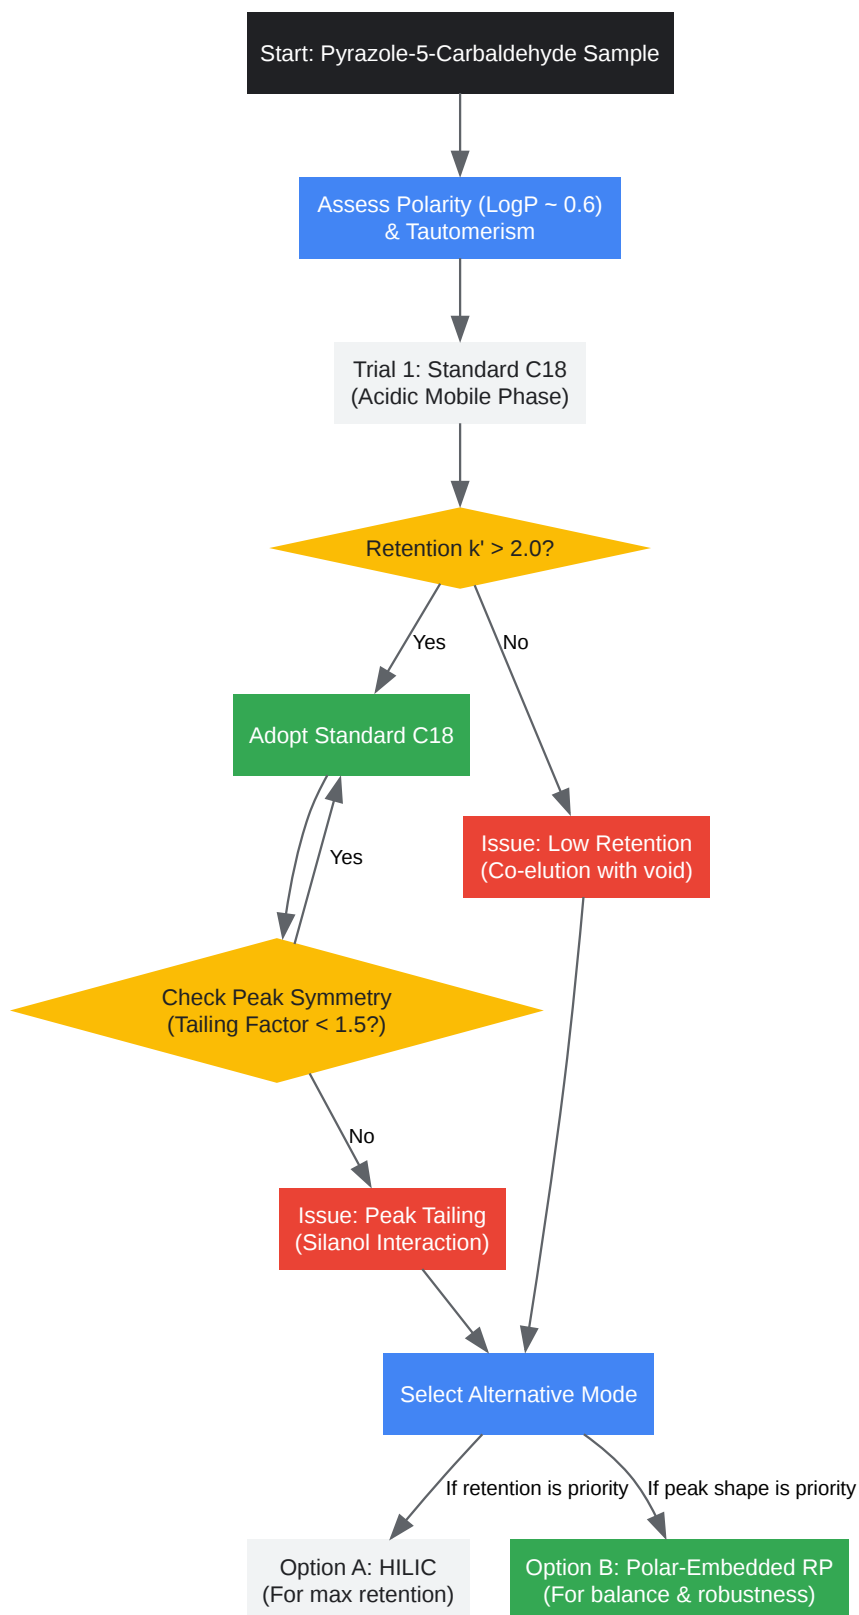 Start: Pyrazole-5-Carbaldehyde Sample
Assess Polarity (LogP ~ 0.6)
& Tautomerism
Trial 1: Standard C18
(Acidic Mobile Phase)
Retention k' > 2.0?
Yes
No
Adopt Standard C18
Issue: Low Retention
(Co-elution with void)
Yes
Check Peak Symmetry
(Tailing Factor < 1.5?)
No
Issue: Peak Tailing
(Silanol Interaction)
Select Alternative Mode
If retention is priority
If peak shape is priority
Option A: HILIC
(For max retention)
Option B: Polar-Embedded RP
(For balance & robustness)